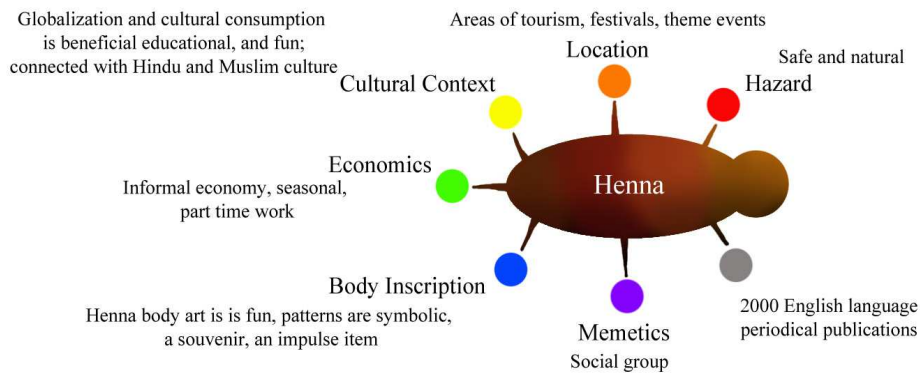 Globalization and cultural consumption
is beneficial educational, and fun;
connected with Hindu and Muslim culture
Cultural Context
Areas of tourism, festivals, theme events
Location
Safe and natural
Hazard
Economics
Informal economy, seasonal,
part time work
Henna
Body Inscription
Henna body art is is fun, patterns are symbolic,
a souvenir, an impulse item
Memetics
Social group
2000 English language
periodical publications